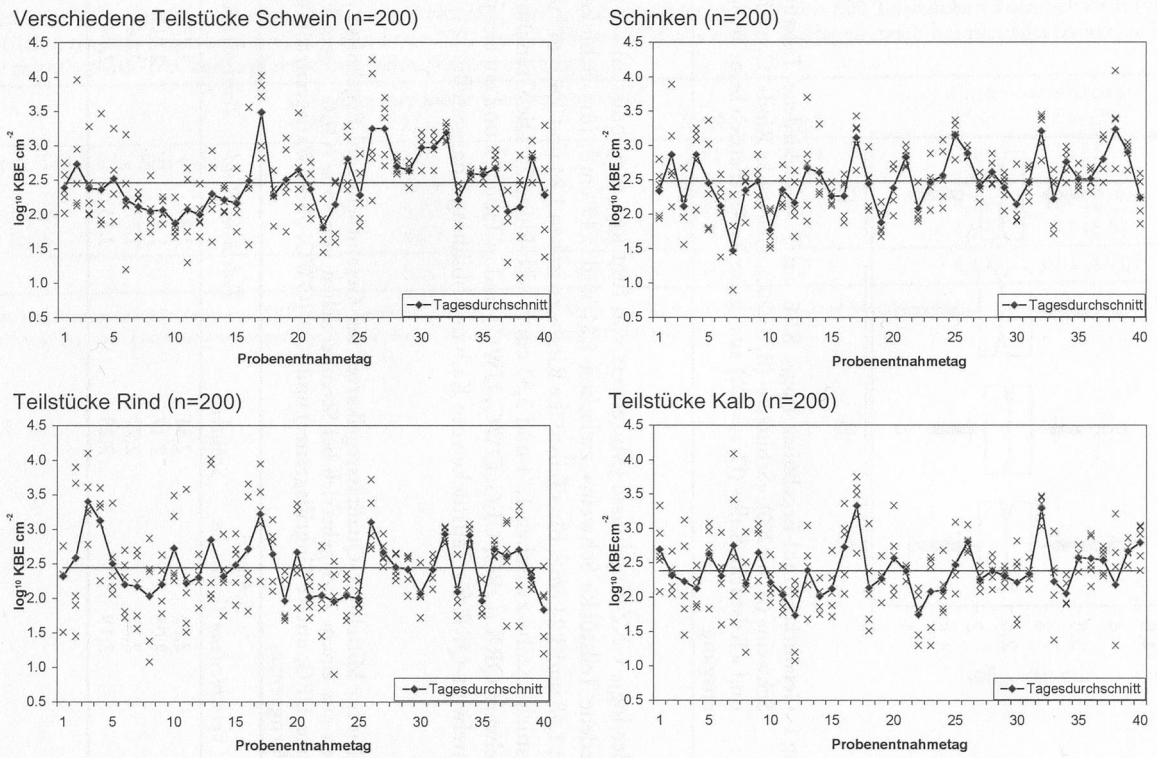 Verschiedene Teilstücke Schwein (n=200)
4.5
4.0
3.5
3.0
2.5
2.0
1.5
1.0
0.5
log¹⁰ KBE cm⁻²
1 5 10 15 20 25 30 35 40
Probenentnahmetag
Tagesdurchschnitt
Schinken (n=200)
4.5
4.0
3.5
3.0
2.5
2.0
1.5
1.0
0.5
log¹⁰ KBE cm⁻²
1 5 10 15 20 25 30 35 40
Probenentnahmetag
Tagesdurchschnitt
Teilstücke Rind (n=200)
4.5
4.0
3.5
3.0
2.5
2.0
1.5
1.0
0.5
log¹⁰ KBE cm⁻²
1 5 10 15 20 25 30 35 40
Probenentnahmetag
Tagesdurchschnitt
Teilstücke Kalb (n=200)
4.5
4.0
3.5
3.0
2.5
2.0
1.5
1.0
0.5
log¹⁰ KBE cm⁻²
1 5 10 15 20 25 30 35 40
Probenentnahmetag
Tagesdurchschnitt